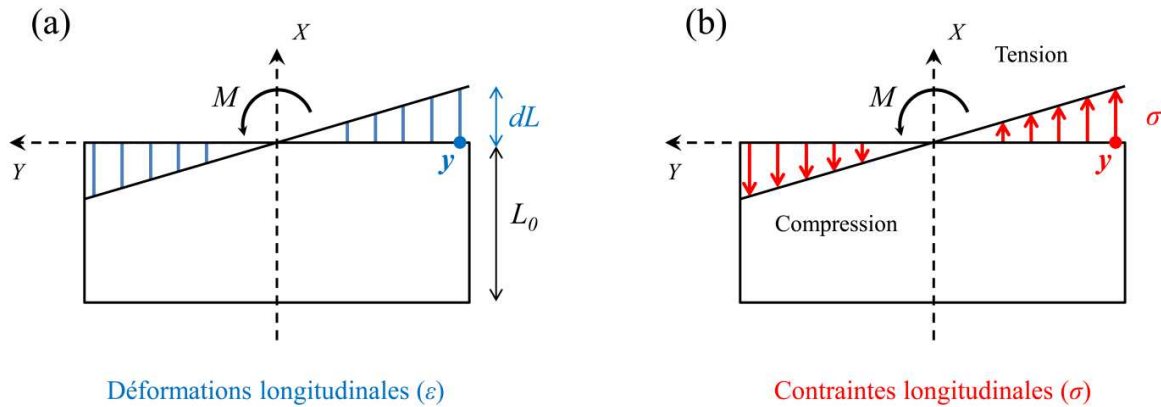 (a)
X
M
dL
Y
y
L0
Déformations longitudinales (ε)
(b)
X
Tension
M
σ
Y
y
Compression
Contraintes longitudinales (σ)